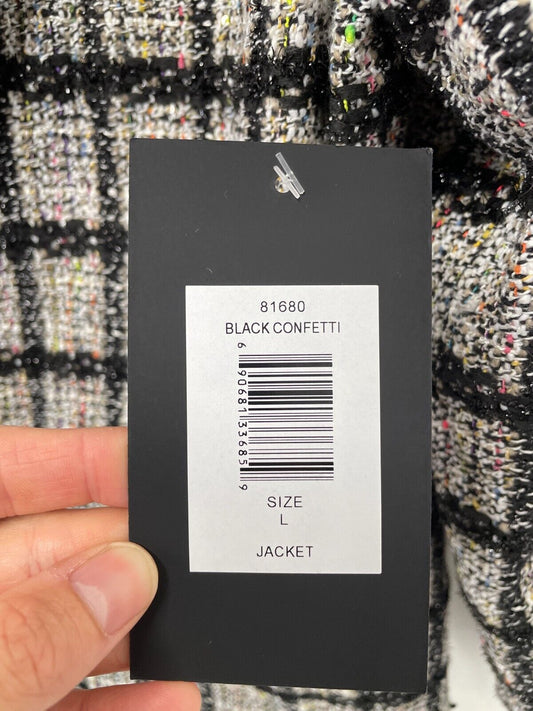 81680
BLACK CONFETTI
6 90681 33685 9
SIZE
L
JACKET